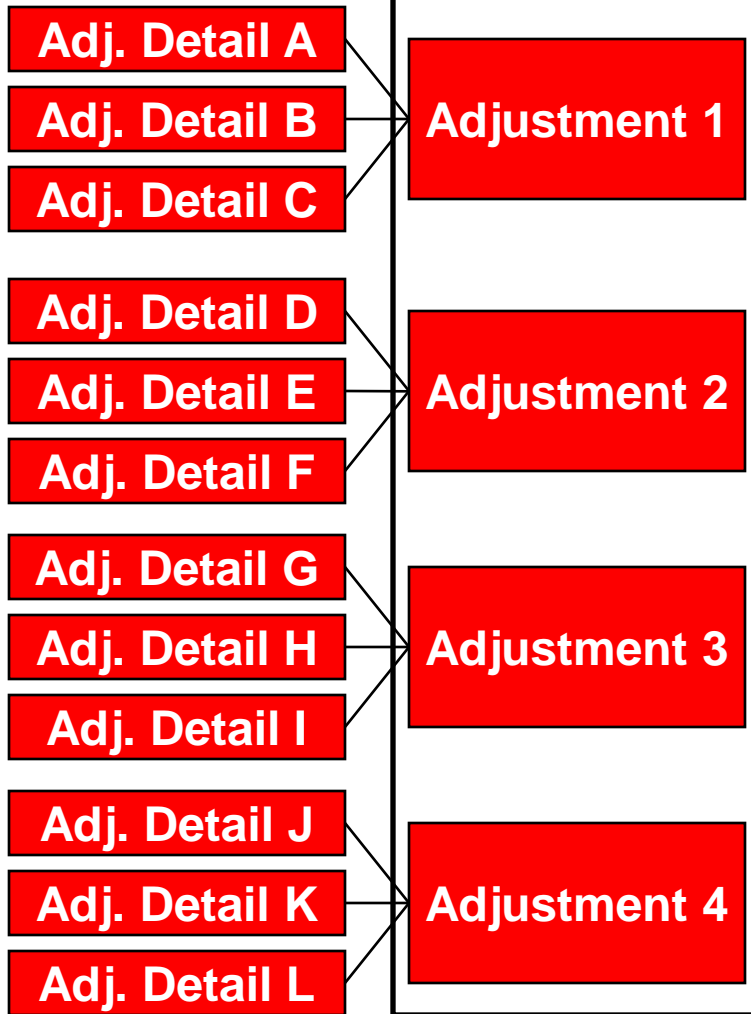 Adj. Detail A
Adj. Detail B
Adj. Detail C
Adjustment 1
Adj. Detail D
Adj. Detail E
Adj. Detail F
Adjustment 2
Adj. Detail G
Adj. Detail H
Adj. Detail I
Adjustment 3
Adj. Detail J
Adj. Detail K
Adj. Detail L
Adjustment 4